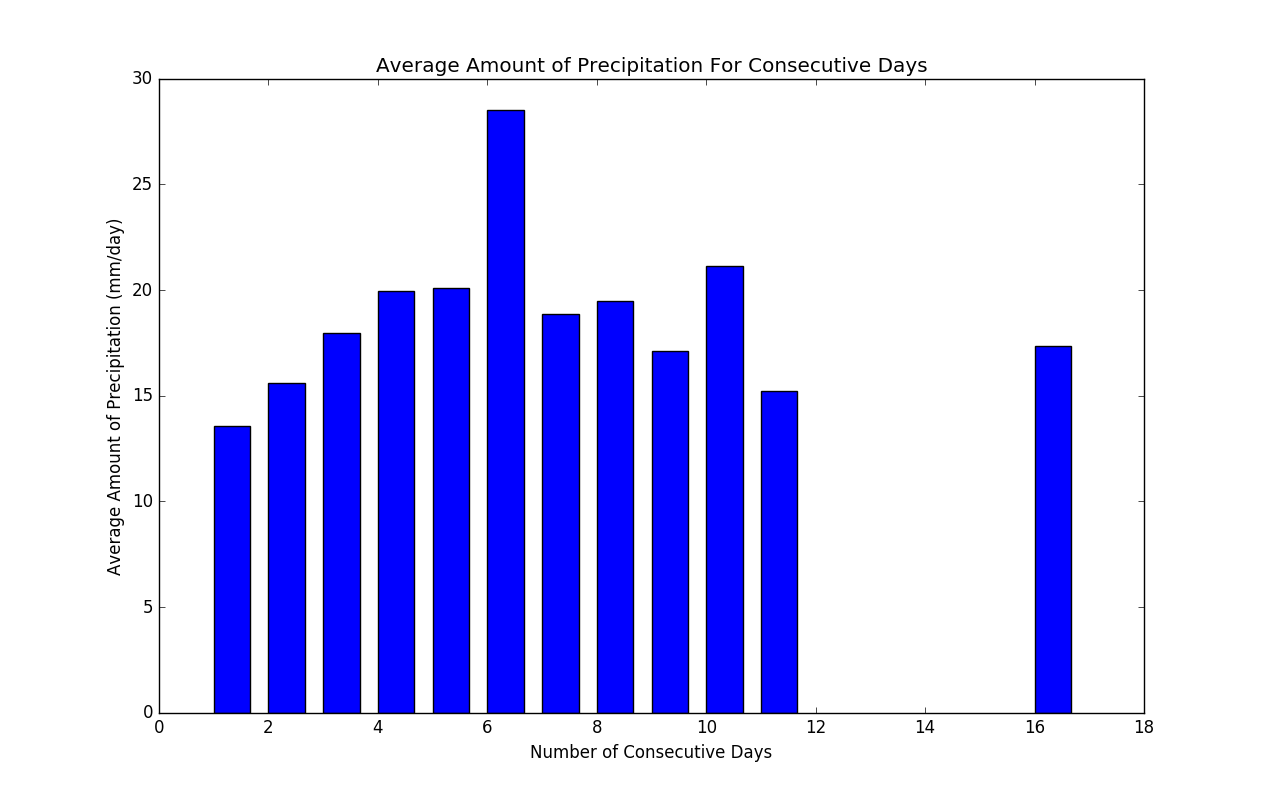 Average Amount of Precipitation For Consecutive Days
30
25
20
15
10
5
0
Average Amount of Precipitation (mm/day)
0 2 4 6 8 10 12 14 16 18
Number of Consecutive Days